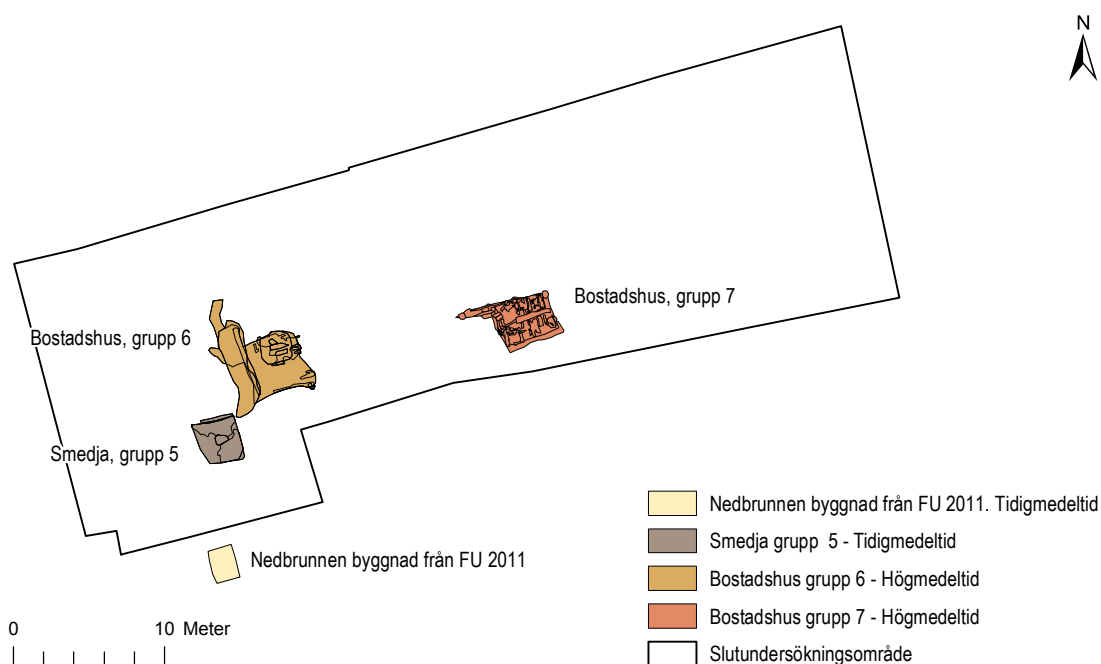 N
Bostadshus, grupp 7
Bostadshus, grupp 6
Smedja, grupp 5
Nedbrunnen byggnad från FU 2011
Nedbrunnen byggnad från FU 2011. Tidigmedeltid
Smedja grupp 5 - Tidigmedeltid
Bostadshus grupp 6 - Högmedeltid
Bostadshus grupp 7 - Högmedeltid
Slutundersökningsområde
0 10 Meter